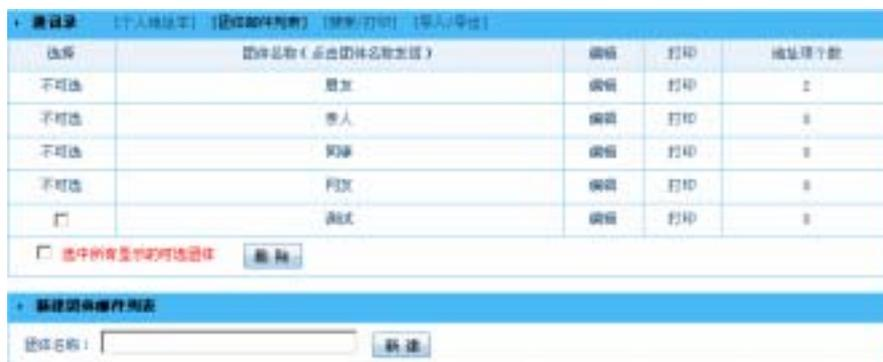 通讯录 [个人地址本] [团体邮件列表] [搜索/打印] [导入/导出]
选择 团体名称(点击团体名称发信) 编辑 打印 地址项个数
不可选 朋友 编辑 打印 2
不可选 亲人 编辑 打印 0
不可选 同事 编辑 打印 0
不可选 网友 编辑 打印 0
测试 编辑 打印 0
选中所有显示的可选团体 删 除
新建团体邮件列表
团体名称: 新 建